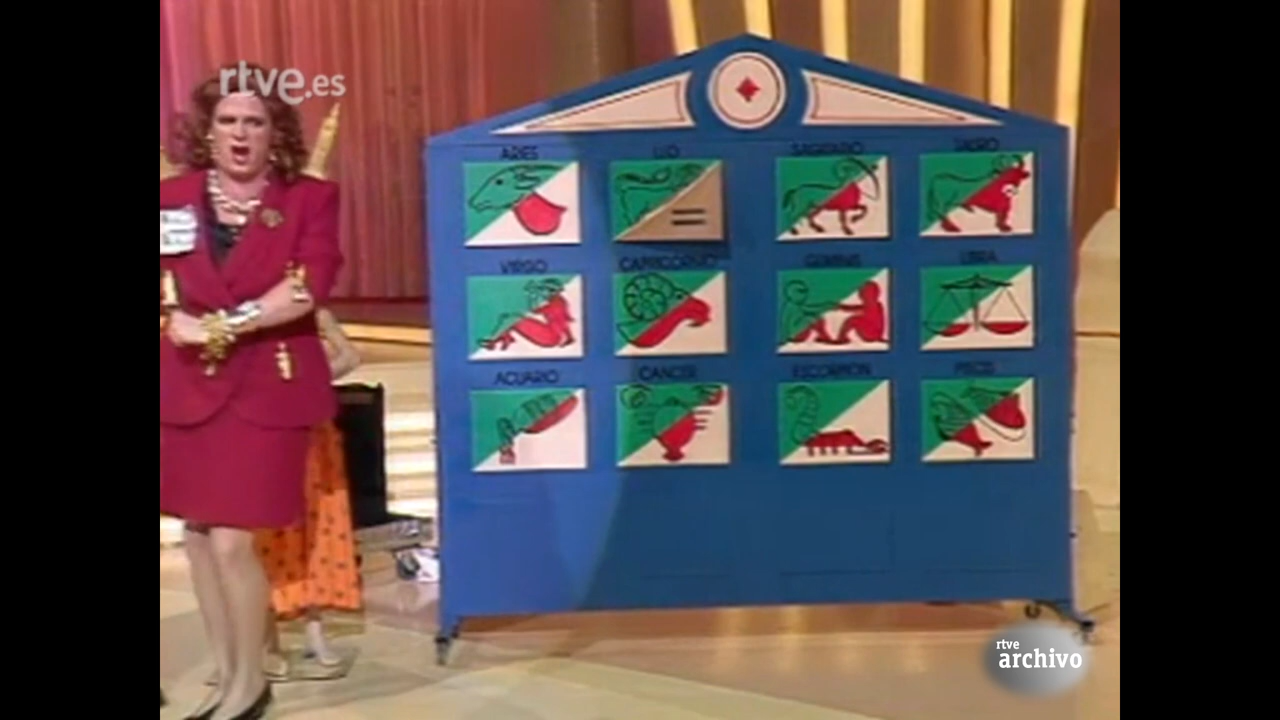 rtve.es
ARIES LEO SAGITARIO TAURO
VIRGO CAPRICORNIO GEMINIS LIBRA
ACUARIO CANCER ESCORPION PISCIS
rtve
archivo